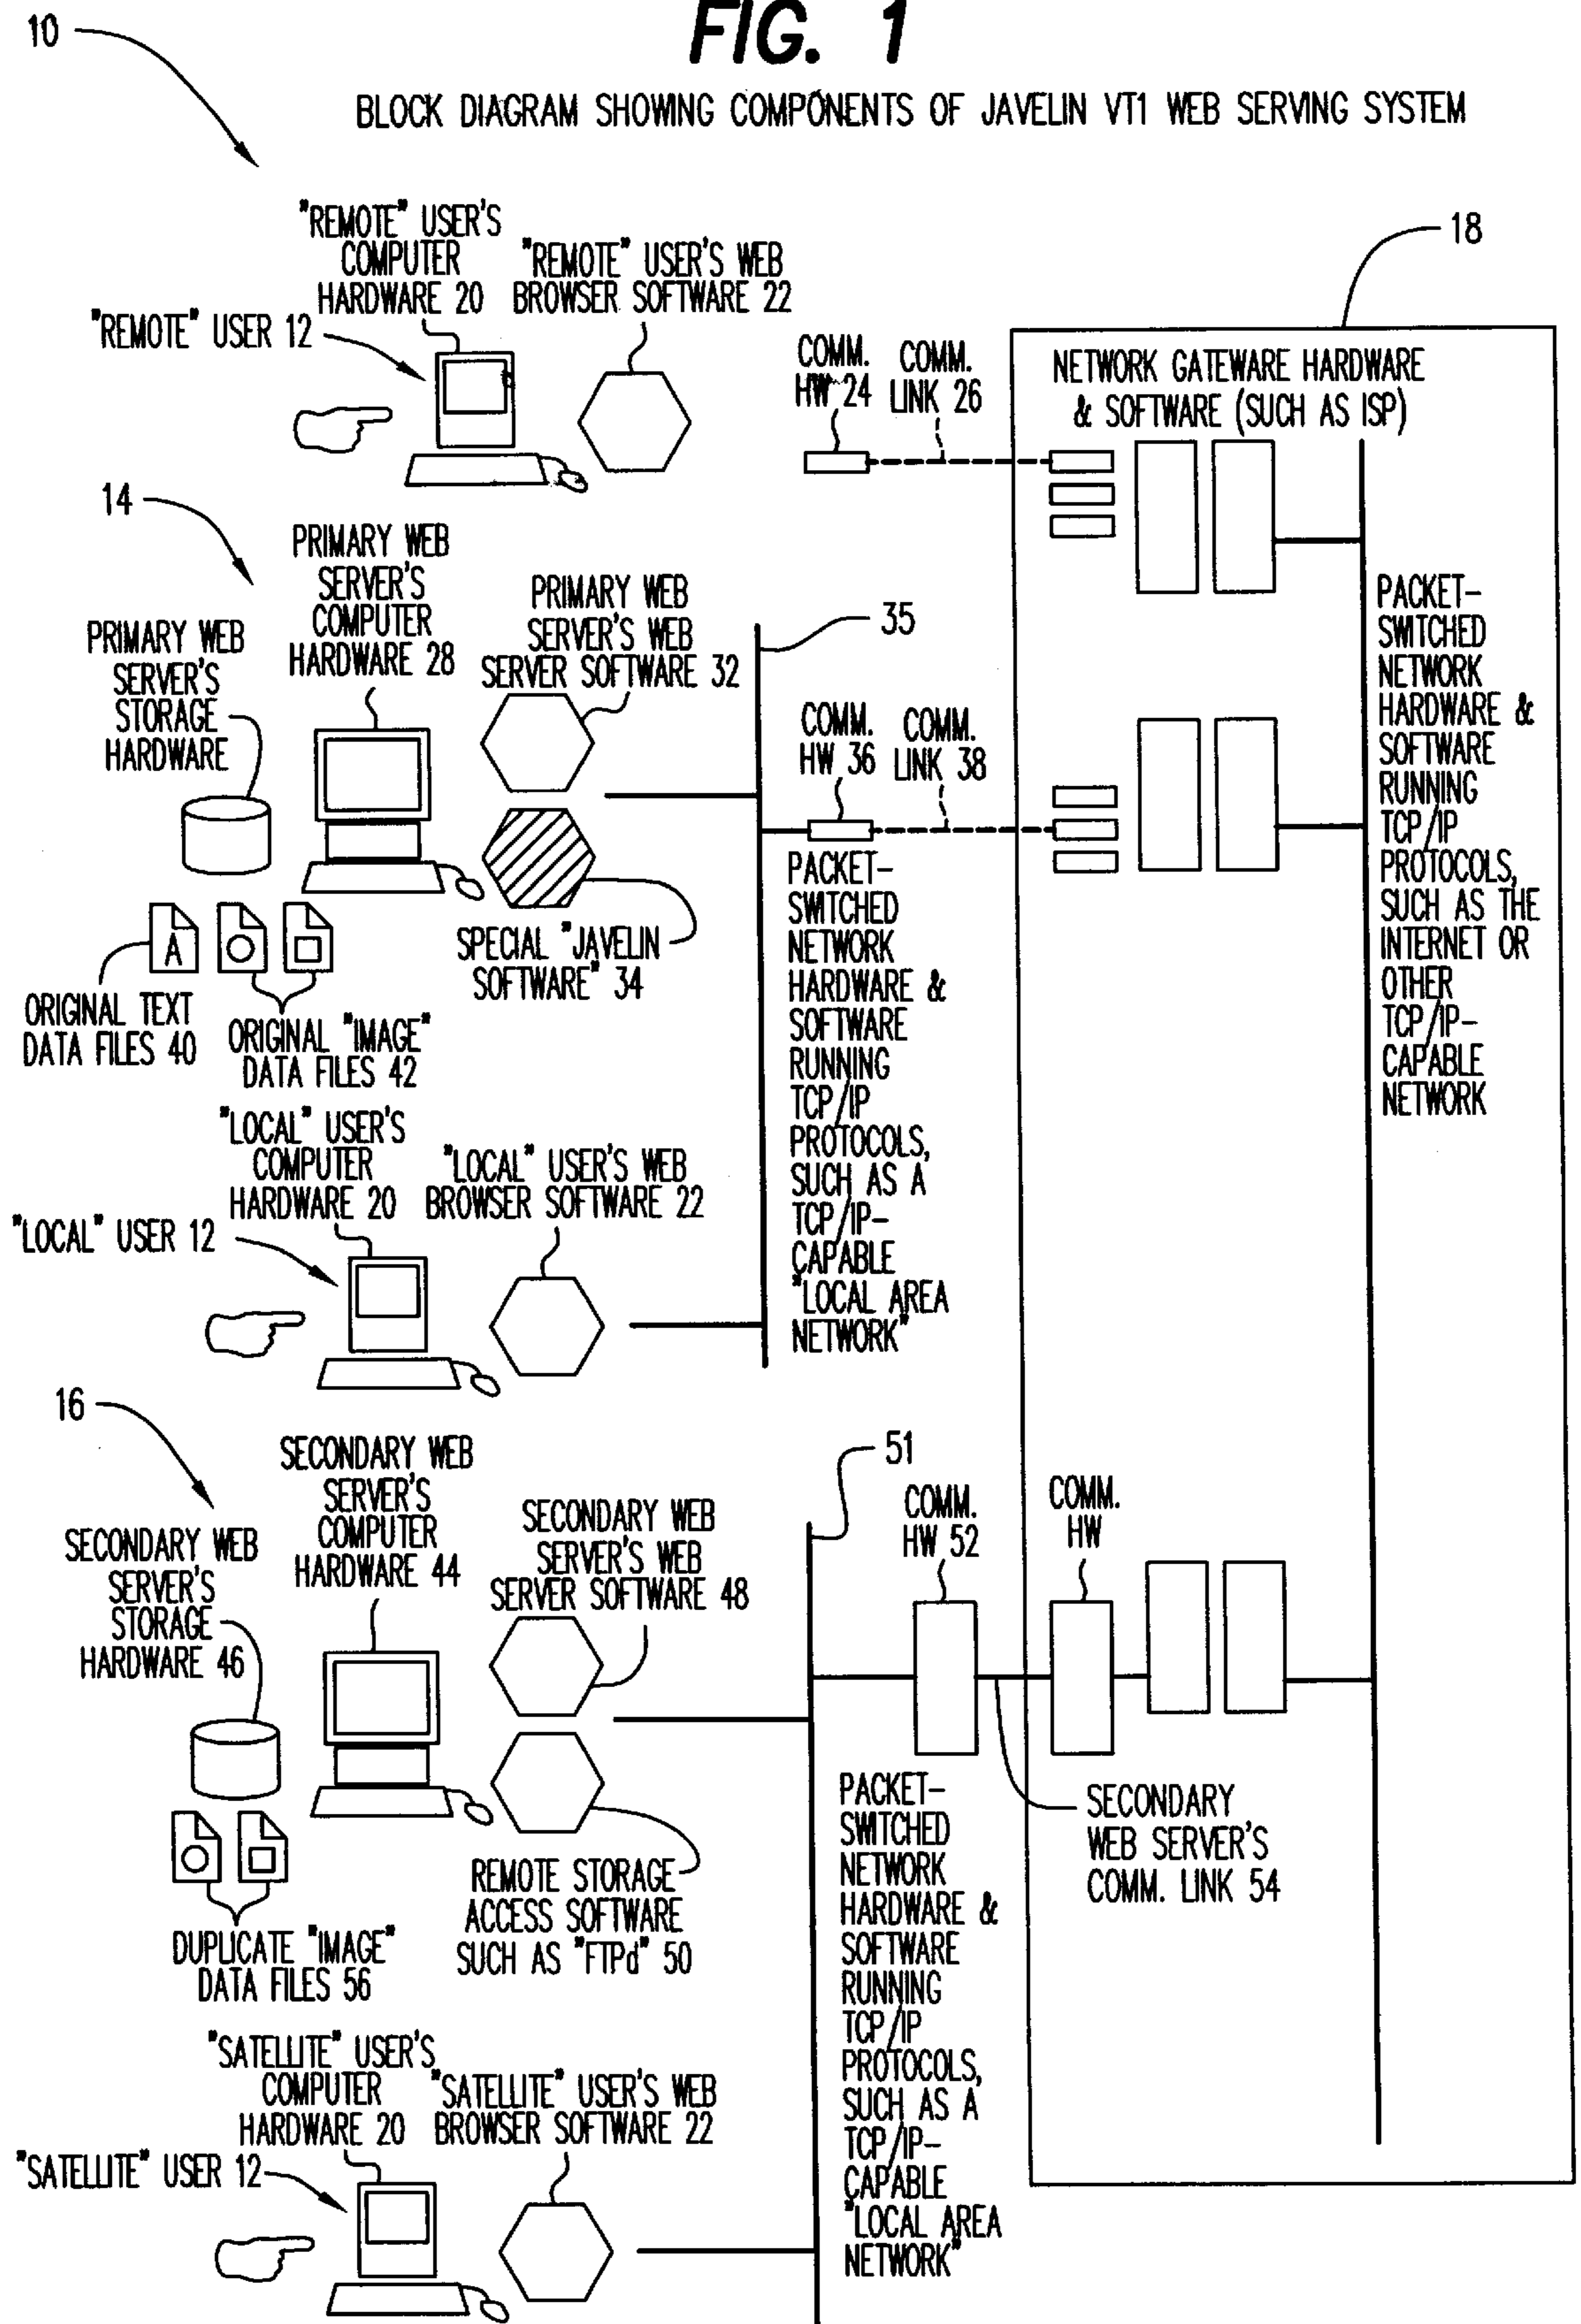 FIG. 1
10
BLOCK DIAGRAM SHOWING COMPONENTS OF JAVELIN VT1 WEB SERVING SYSTEM
"REMOTE" USER'S
COMPUTER
HARDWARE 20
"REMOTE" USER'S WEB
BROWSER SOFTWARE 22
"REMOTE" USER 12
COMM.
HW 24
COMM.
LINK 26
18
NETWORK GATEWARE HARDWARE
& SOFTWARE (SUCH AS ISP)
14
PRIMARY WEB
SERVER'S
COMPUTER
HARDWARE 28
PRIMARY WEB
SERVER'S WEB
SERVER SOFTWARE 32
35
PRIMARY WEB
SERVER'S
STORAGE
HARDWARE
COMM.
HW 36
COMM.
LINK 38
PACKET-
SWITCHED
NETWORK
HARDWARE &
SOFTWARE
RUNNING
TCP/IP
PROTOCOLS,
SUCH AS THE
INTERNET OR
OTHER
TCP/IP-
CAPABLE
NETWORK
A
SPECIAL "JAVELIN
SOFTWARE" 34
ORIGINAL TEXT
DATA FILES 40
ORIGINAL "IMAGE"
DATA FILES 42
PACKET-
SWITCHED
NETWORK
HARDWARE &
SOFTWARE
RUNNING
TCP/IP
PROTOCOLS,
SUCH AS A
TCP/IP-
CAPABLE
"LOCAL AREA
NETWORK"
"LOCAL" USER'S
COMPUTER
HARDWARE 20
"LOCAL" USER'S WEB
BROWSER SOFTWARE 22
"LOCAL" USER 12
16
SECONDARY WEB
SERVER'S
COMPUTER
HARDWARE 44
SECONDARY WEB
SERVER'S WEB
SERVER SOFTWARE 48
51
COMM.
HW 52
COMM.
HW
SECONDARY WEB
SERVER'S
STORAGE
HARDWARE 46
SECONDARY
WEB SERVER'S
COMM. LINK 54
REMOTE STORAGE
ACCESS SOFTWARE
SUCH AS "FTPd" 50
DUPLICATE "IMAGE"
DATA FILES 56
PACKET-
SWITCHED
NETWORK
HARDWARE &
SOFTWARE
RUNNING
TCP/IP
PROTOCOLS,
SUCH AS A
TCP/IP-
CAPABLE
"LOCAL AREA
NETWORK"
"SATELLITE" USER'S
COMPUTER
HARDWARE 20
"SATELLITE" USER'S WEB
BROWSER SOFTWARE 22
"SATELLITE" USER 12